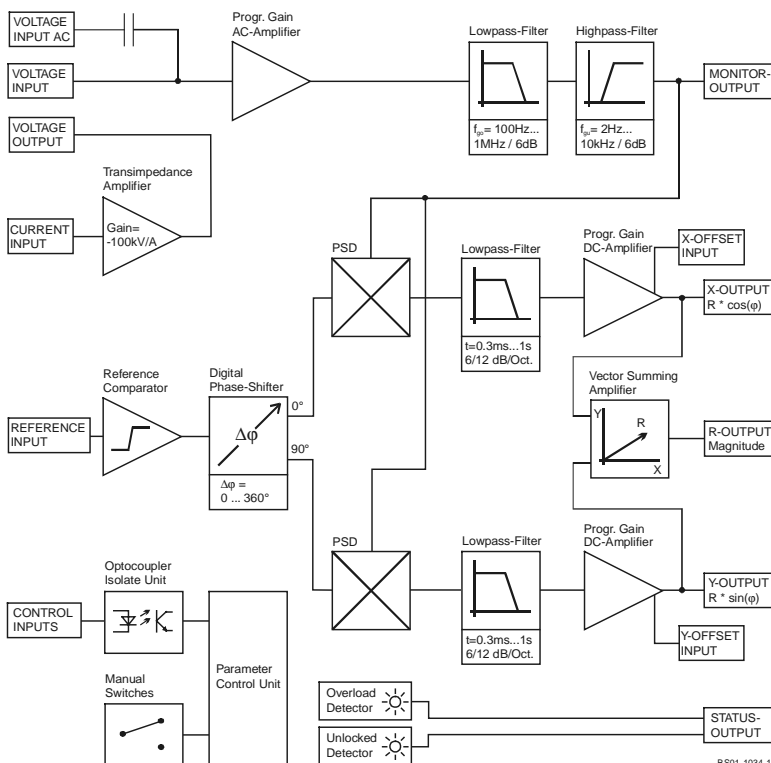 VOLTAGE
INPUT AC
VOLTAGE
INPUT
VOLTAGE
OUTPUT
Progr. Gain
AC-Amplifier
Lowpass-Filter
fgo= 100Hz...
1MHz / 6dB
Highpass-Filter
fgu= 2Hz...
10kHz / 6dB
MONITOR-
OUTPUT
Transimpedance
Amplifier
CURRENT
INPUT
Gain=
-100kV/A
PSD
Lowpass-Filter
t=0.3ms...1s
6/12 dB/Oct.
Progr. Gain
DC-Amplifier
X-OFFSET
INPUT
X-OUTPUT
R * cos(φ)
Reference
Comparator
REFERENCE
INPUT
Digital
Phase-Shifter
Δφ
0°
90°
Δφ =
0 ... 360°
Vector Summing
Amplifier
Y
R
X
R-OUTPUT
Magnitude
PSD
Lowpass-Filter
t=0.3ms...1s
6/12 dB/Oct.
Progr. Gain
DC-Amplifier
Y-OUTPUT
R * sin(φ)
Y-OFFSET
INPUT
Optocoupler
Isolate Unit
CONTROL
INPUTS
Manual
Switches
Parameter
Control Unit
Overload
Detector
Unlocked
Detector
STATUS-
OUTPUT